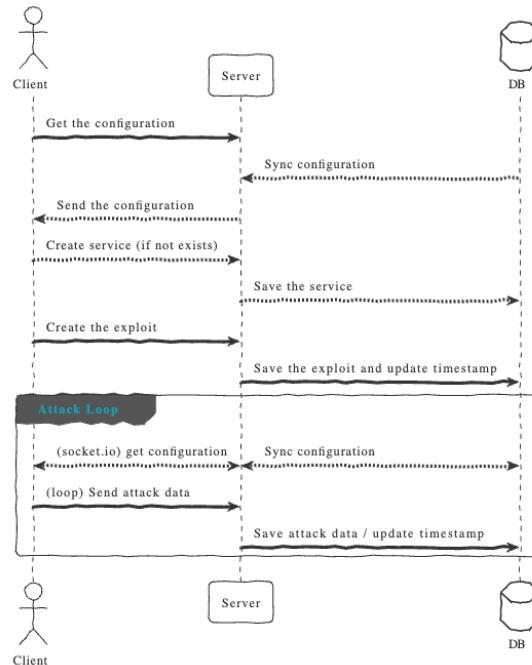 Client
Server
DB
Get the configuration
Sync configuration
Send the configuration
Create service (if not exists)
Save the service
Create the exploit
Save the exploit and update timestamp
Attack Loop
(socket.io) get configuration
Sync configuration
(loop) Send attack data
Save attack data / update timestamp
Client
Server
DB